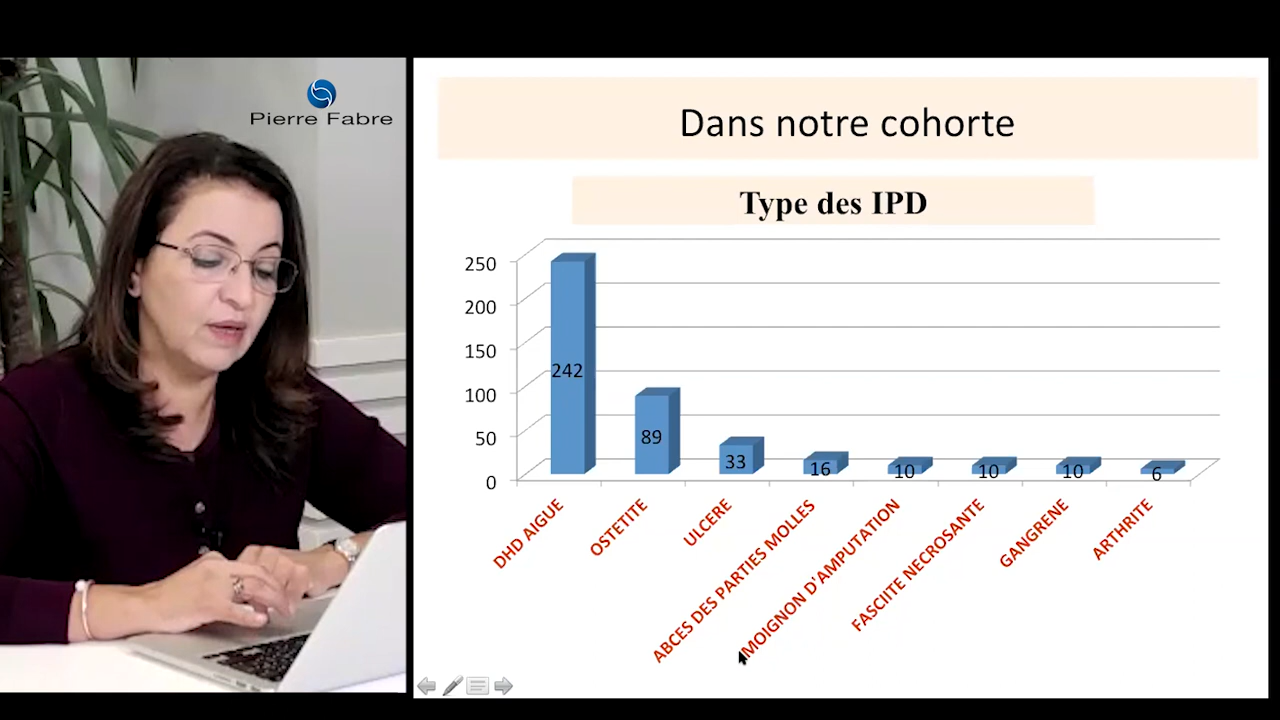 Pierre Fabre
Dans notre cohorte
Type des IPD
250
200
150
100
50
0
242
89
33
16
10
10
10
6
DHD AIGUE
OSTETITE
ULCERE
ABCES DES PARTIES MOLLES
MOIGNON D'AMPUTATION
FASCIITE NECROSANTE
GANGRENE
ARTHRITE